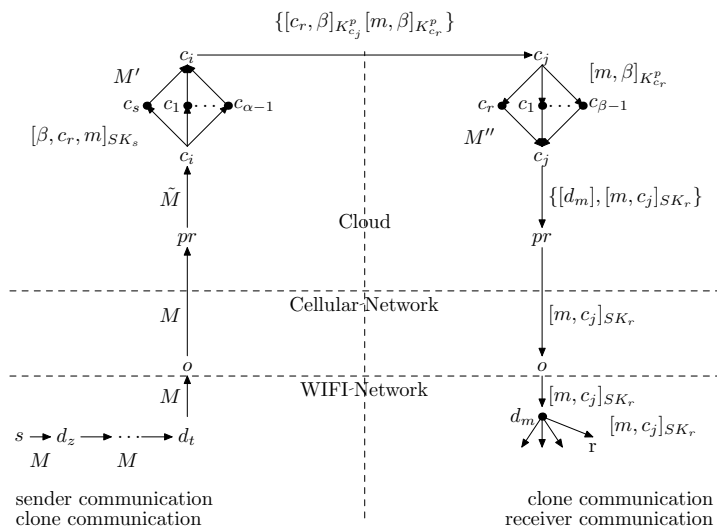 {[c_r, β]_{K^p_{c_j}} [m, β]_{K^p_{c_r}}}
c_i c_j
M′ [m, β]_{K^p_{c_r}}
c_s c_1 ... c_{α−1} c_r c_1 ... c_{β−1}
[β, c_r, m]_{SK_s} M″
c_i c_j
M̃ {[d_m], [m, c_j]_{SK_r}}
Cloud
pr pr
Cellular Network
M [m, c_j]_{SK_r}
o o
WIFI Network
M [m, c_j]_{SK_r}
d_m [m, c_j]_{SK_r}
s d_z ... d_t r
M M
sender communication clone communication
clone communication receiver communication